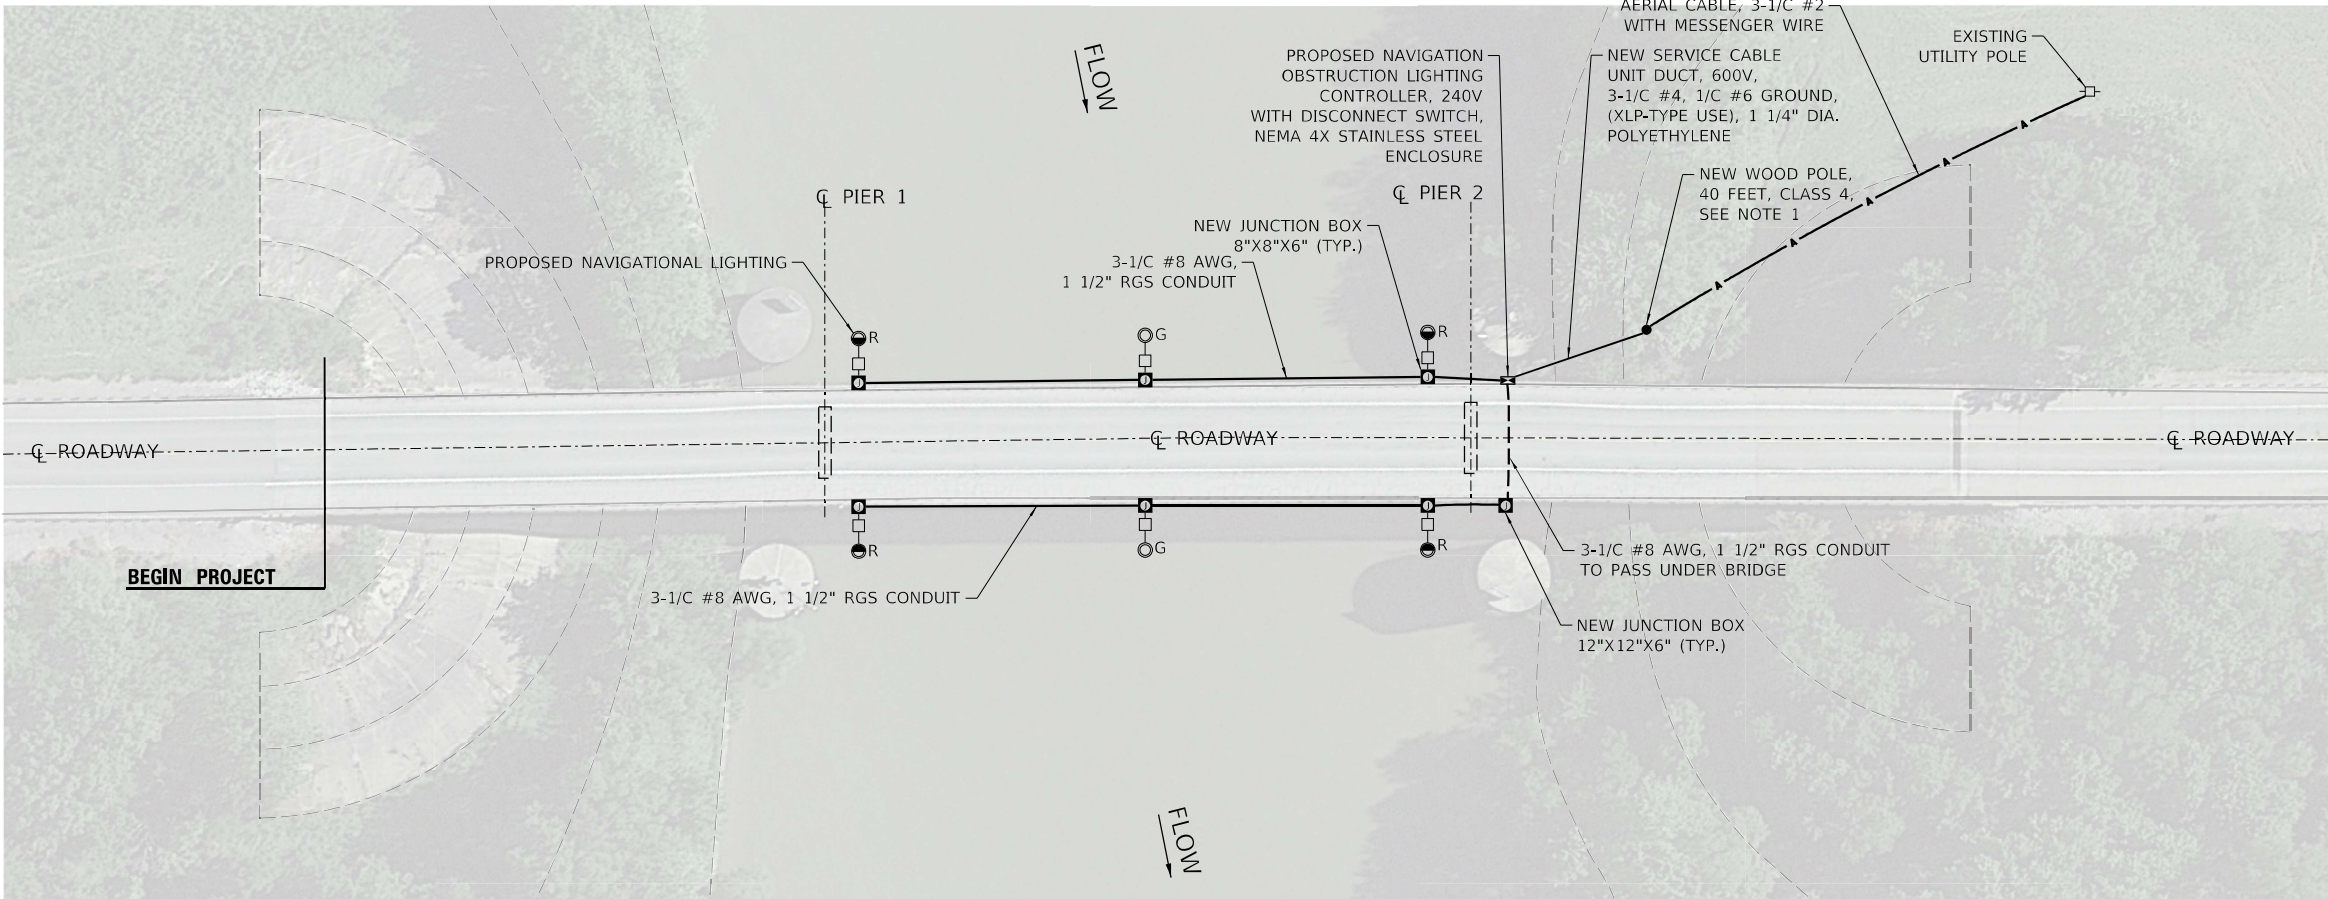 AERIAL CABLE, 3-1/C #2
WITH MESSENGER WIRE
EXISTING
UTILITY POLE
FLOW
PROPOSED NAVIGATION
OBSTRUCTION LIGHTING
CONTROLLER, 240V
WITH DISCONNECT SWITCH,
NEMA 4X STAINLESS STEEL
ENCLOSURE
NEW SERVICE CABLE
UNIT DUCT, 600V,
3-1/C #4, 1/C #6 GROUND,
(XLP-TYPE USE), 1 1/4" DIA.
POLYETHYLENE
NEW WOOD POLE,
40 FEET, CLASS 4,
SEE NOTE 1
A
A
A
A
A
℄ PIER 1
℄ PIER 2
NEW JUNCTION BOX
8"X8"X6" (TYP.)
3-1/C #8 AWG,
1 1/2" RGS CONDUIT
PROPOSED NAVIGATIONAL LIGHTING
R
G
R
J
J
J
℄ ROADWAY
℄ ROADWAY
℄ ROADWAY
J
J
J
J
R
G
R
BEGIN PROJECT
3-1/C #8 AWG, 1 1/2" RGS CONDUIT
3-1/C #8 AWG, 1 1/2" RGS CONDUIT
TO PASS UNDER BRIDGE
NEW JUNCTION BOX
12"X12"X6" (TYP.)
FLOW